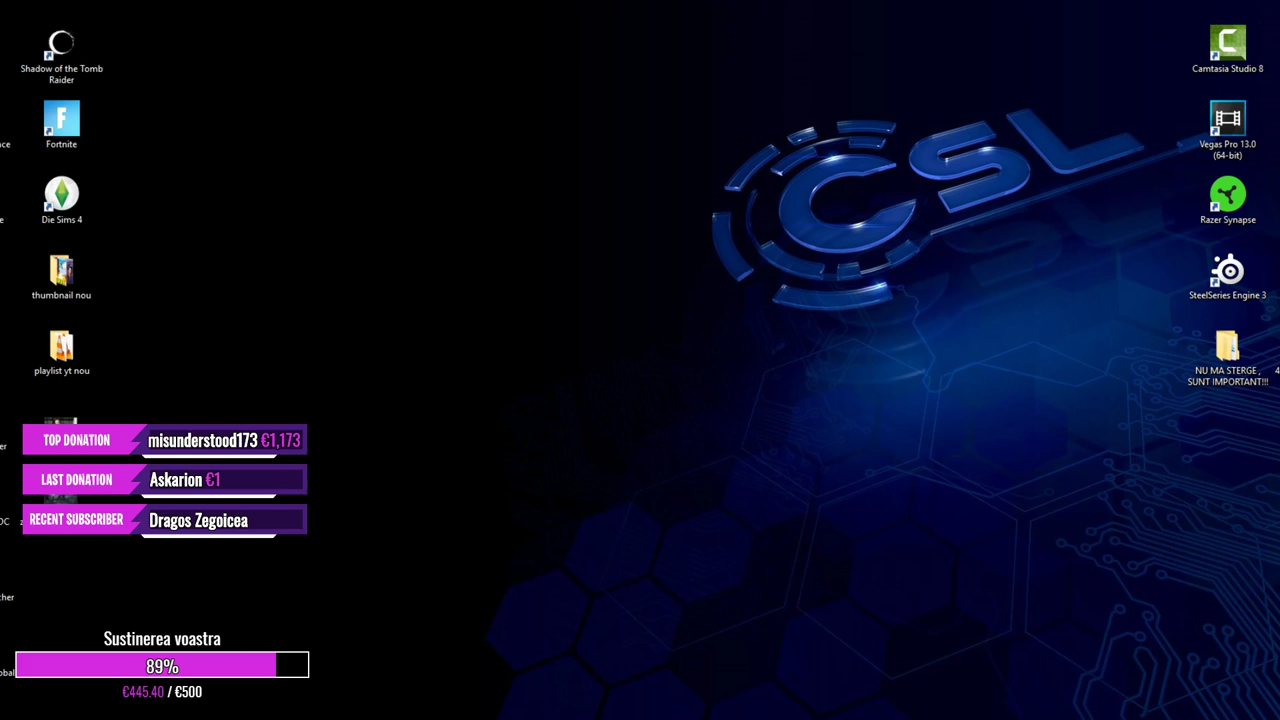 Shadow of the Tomb
Raider
Fortnite
Die Sims 4
thumbnail nou
playlist yt nou
TOP DONATION
misunderstood173 €1,173
LAST DONATION
Askarion €1
RECENT SUBSCRIBER
Dragos Zegoicea
Sustinerea voastra
89%
€445.40 / €500
CSL
Camtasia Studio 8
Vegas Pro 13.0
(64-bit)
Razer Synapse
SteelSeries Engine 3
NU MA STERGE ,
SUNT IMPORTANT!!!